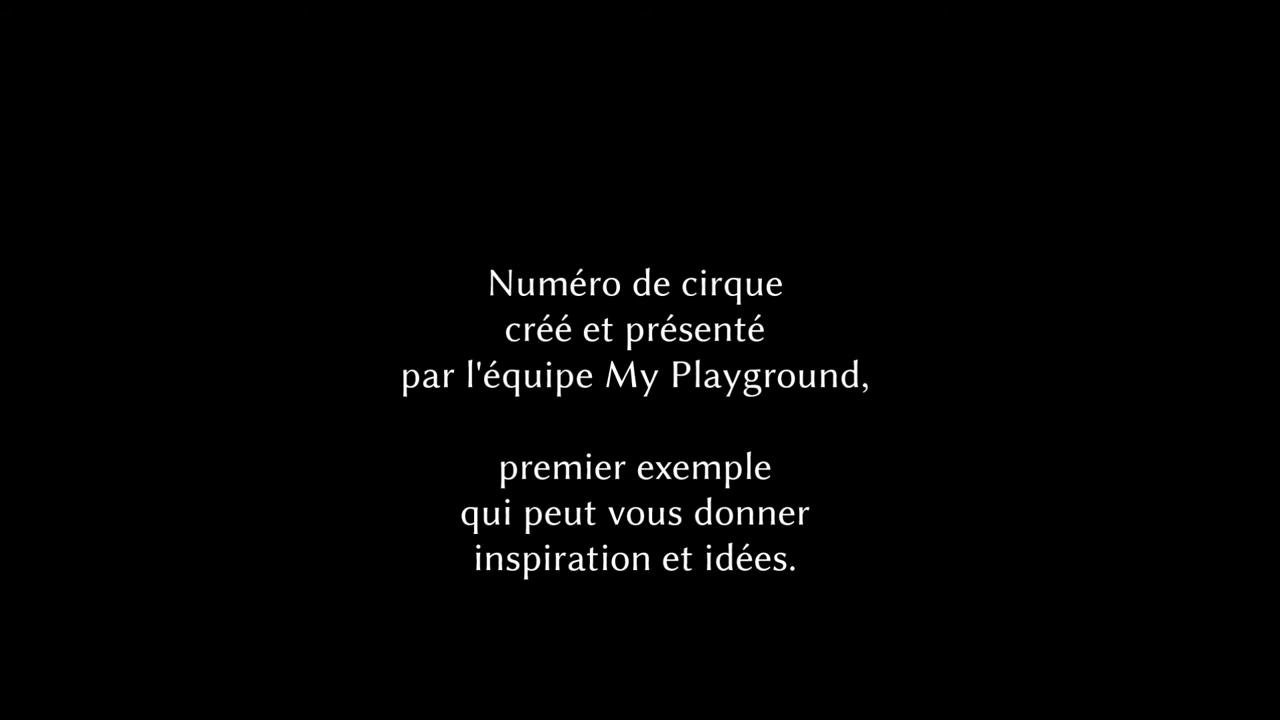 Numéro de cirque
créé et présenté
par l'équipe My Playground,
premier exemple
qui peut vous donner
inspiration et idées.